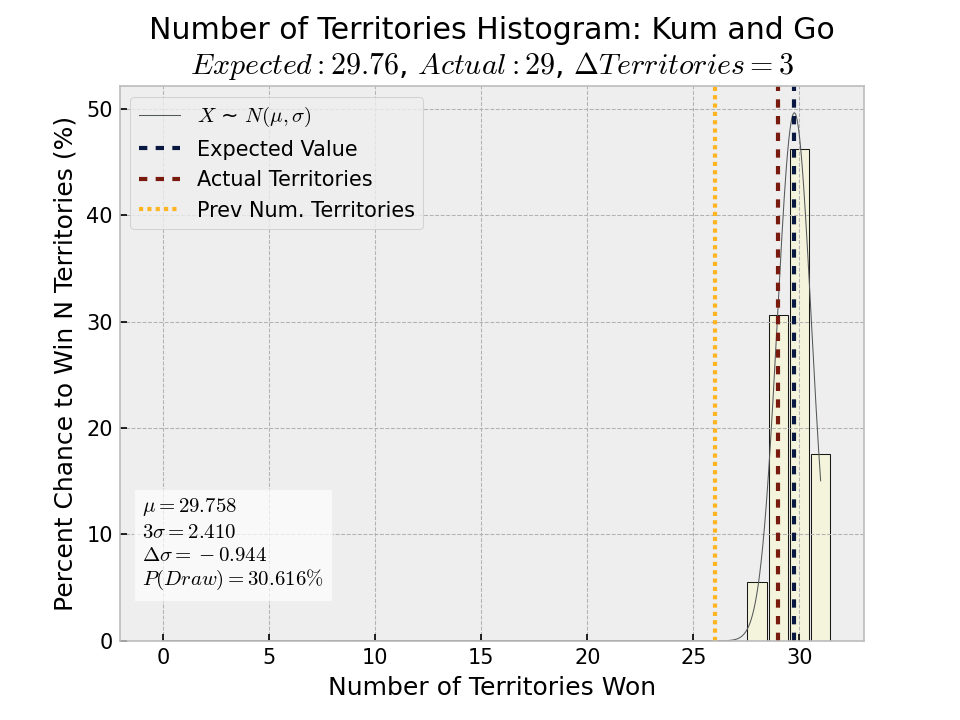 Number of Territories Histogram: Kum and Go
Expected : 29.76, Actual : 29, ΔTerritories = 3
Percent Chance to Win N Territories (%)
50
40
30
20
10
0
X ~ N(μ, σ)
Expected Value
Actual Territories
Prev Num. Territories
μ = 29.758
3σ = 2.410
Δσ = −0.944
P(Draw) = 30.616%
0 5 10 15 20 25 30
Number of Territories Won